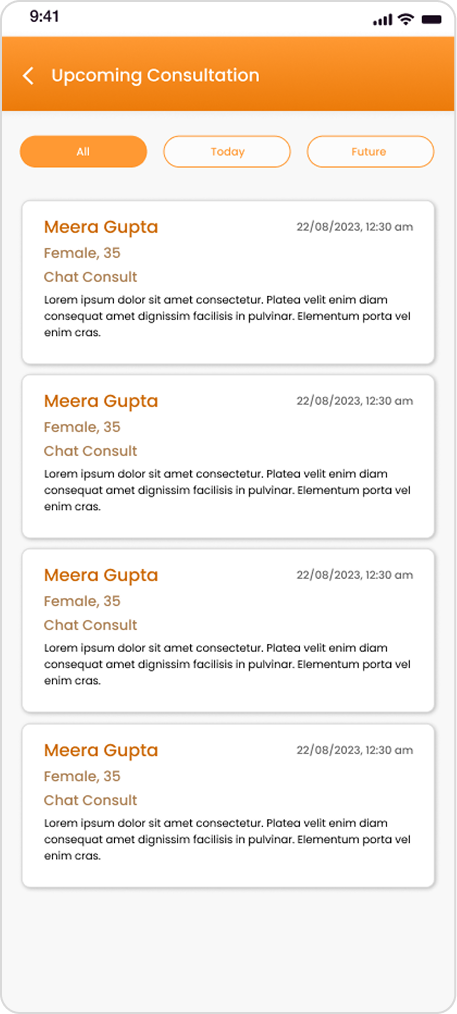 9:41
Upcoming Consultation
All Today Future
Meera Gupta 22/08/2023, 12:30 am
Female, 35
Chat Consult
Lorem ipsum dolor sit amet consectetur. Platea velit enim diam
consequat amet dignissim facilisis in pulvinar. Elementum porta vel
enim cras.
Meera Gupta 22/08/2023, 12:30 am
Female, 35
Chat Consult
Lorem ipsum dolor sit amet consectetur. Platea velit enim diam
consequat amet dignissim facilisis in pulvinar. Elementum porta vel
enim cras.
Meera Gupta 22/08/2023, 12:30 am
Female, 35
Chat Consult
Lorem ipsum dolor sit amet consectetur. Platea velit enim diam
consequat amet dignissim facilisis in pulvinar. Elementum porta vel
enim cras.
Meera Gupta 22/08/2023, 12:30 am
Female, 35
Chat Consult
Lorem ipsum dolor sit amet consectetur. Platea velit enim diam
consequat amet dignissim facilisis in pulvinar. Elementum porta vel
enim cras.